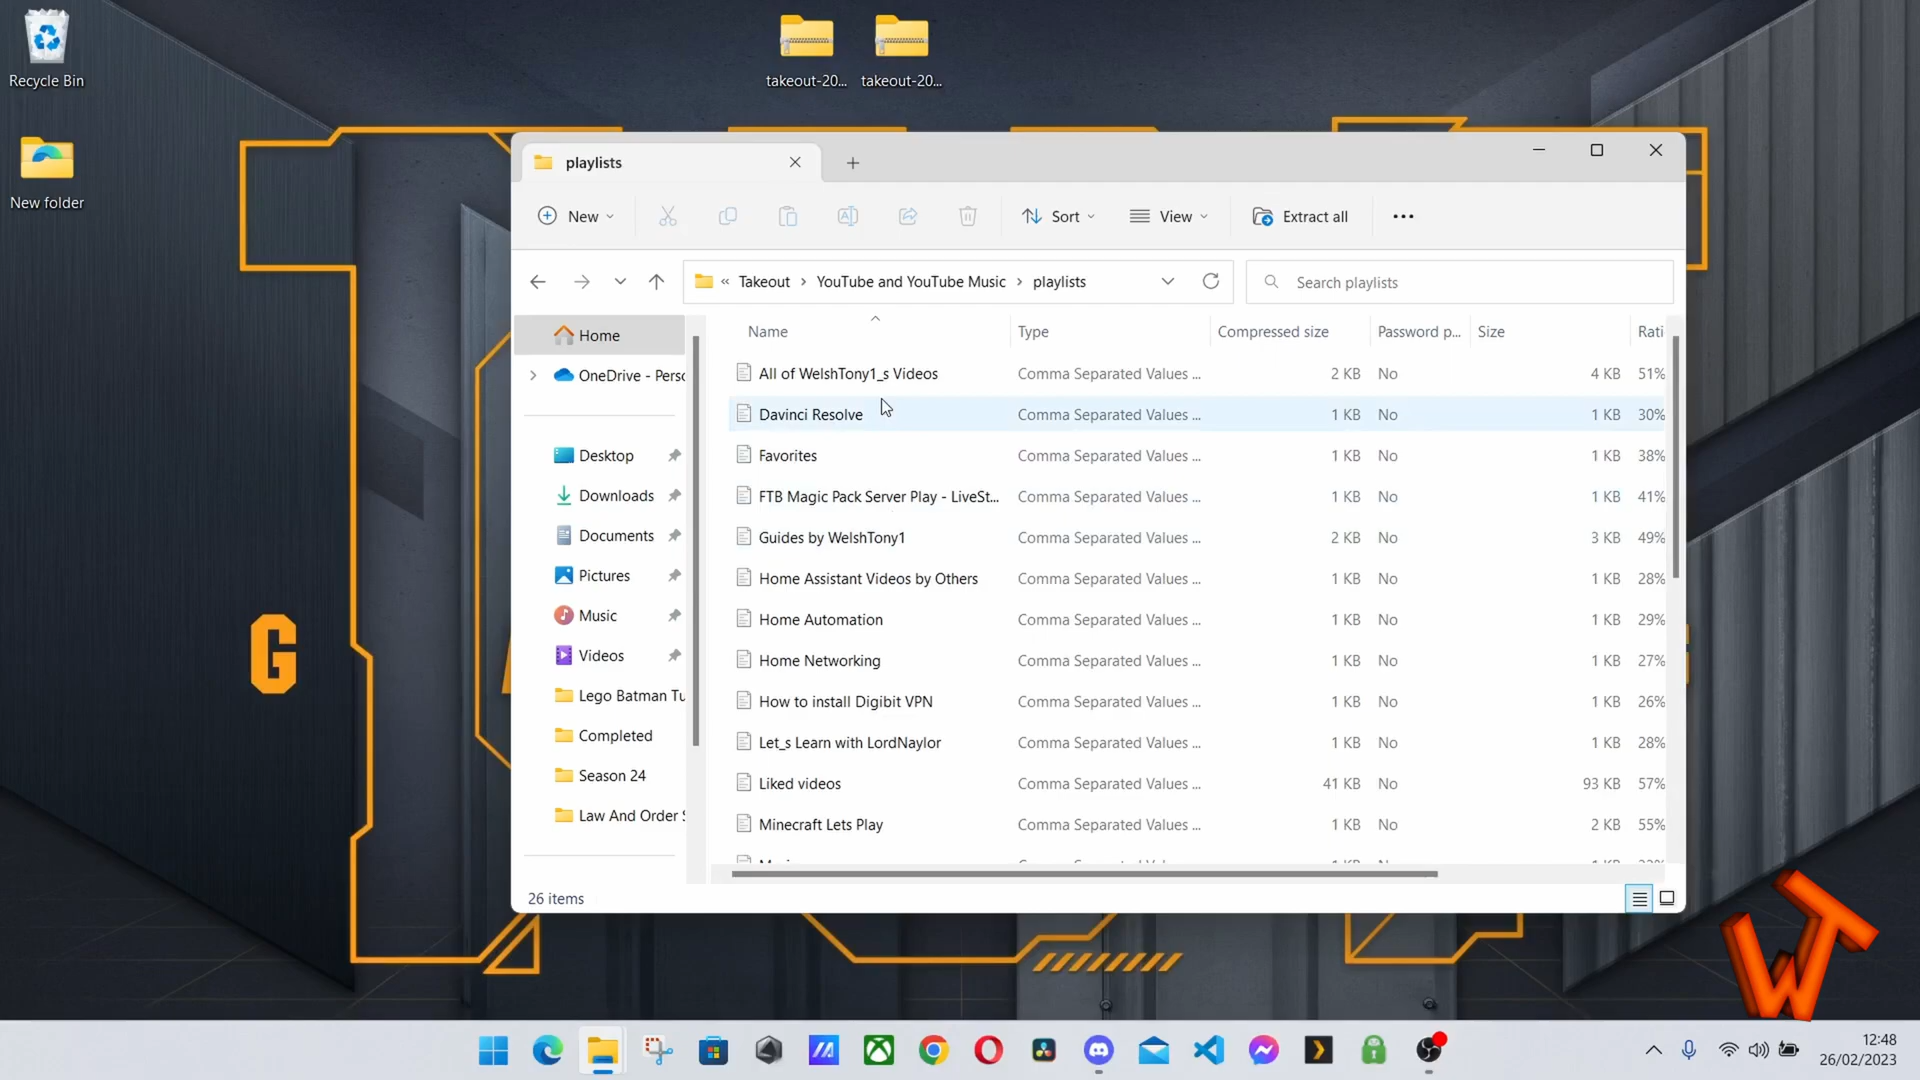 Recycle Bin
New folder
takeout-20...
takeout-20...
playlists
New
Sort
View
Extract all
« Takeout › YouTube and YouTube Music › playlists
Search playlists
Home
OneDrive - Perso
Desktop
Downloads
Documents
Pictures
Music
Videos
Lego Batman Tu
Completed
Season 24
Law And Order S
Name Type Compressed size Password p... Size Rati
All of WelshTony1_s Videos Comma Separated Values ... 2 KB No 4 KB 51%
Davinci Resolve Comma Separated Values ... 1 KB No 1 KB 30%
Favorites Comma Separated Values ... 1 KB No 1 KB 38%
FTB Magic Pack Server Play - LiveSt... Comma Separated Values ... 1 KB No 1 KB 41%
Guides by WelshTony1 Comma Separated Values ... 2 KB No 3 KB 49%
Home Assistant Videos by Others Comma Separated Values ... 1 KB No 1 KB 28%
Home Automation Comma Separated Values ... 1 KB No 1 KB 29%
Home Networking Comma Separated Values ... 1 KB No 1 KB 27%
How to install Digibit VPN Comma Separated Values ... 1 KB No 1 KB 26%
Let_s Learn with LordNaylor Comma Separated Values ... 1 KB No 1 KB 28%
Liked videos Comma Separated Values ... 41 KB No 93 KB 57%
Minecraft Lets Play Comma Separated Values ... 1 KB No 2 KB 55%
26 items
G
WT
12:48
26/02/2023